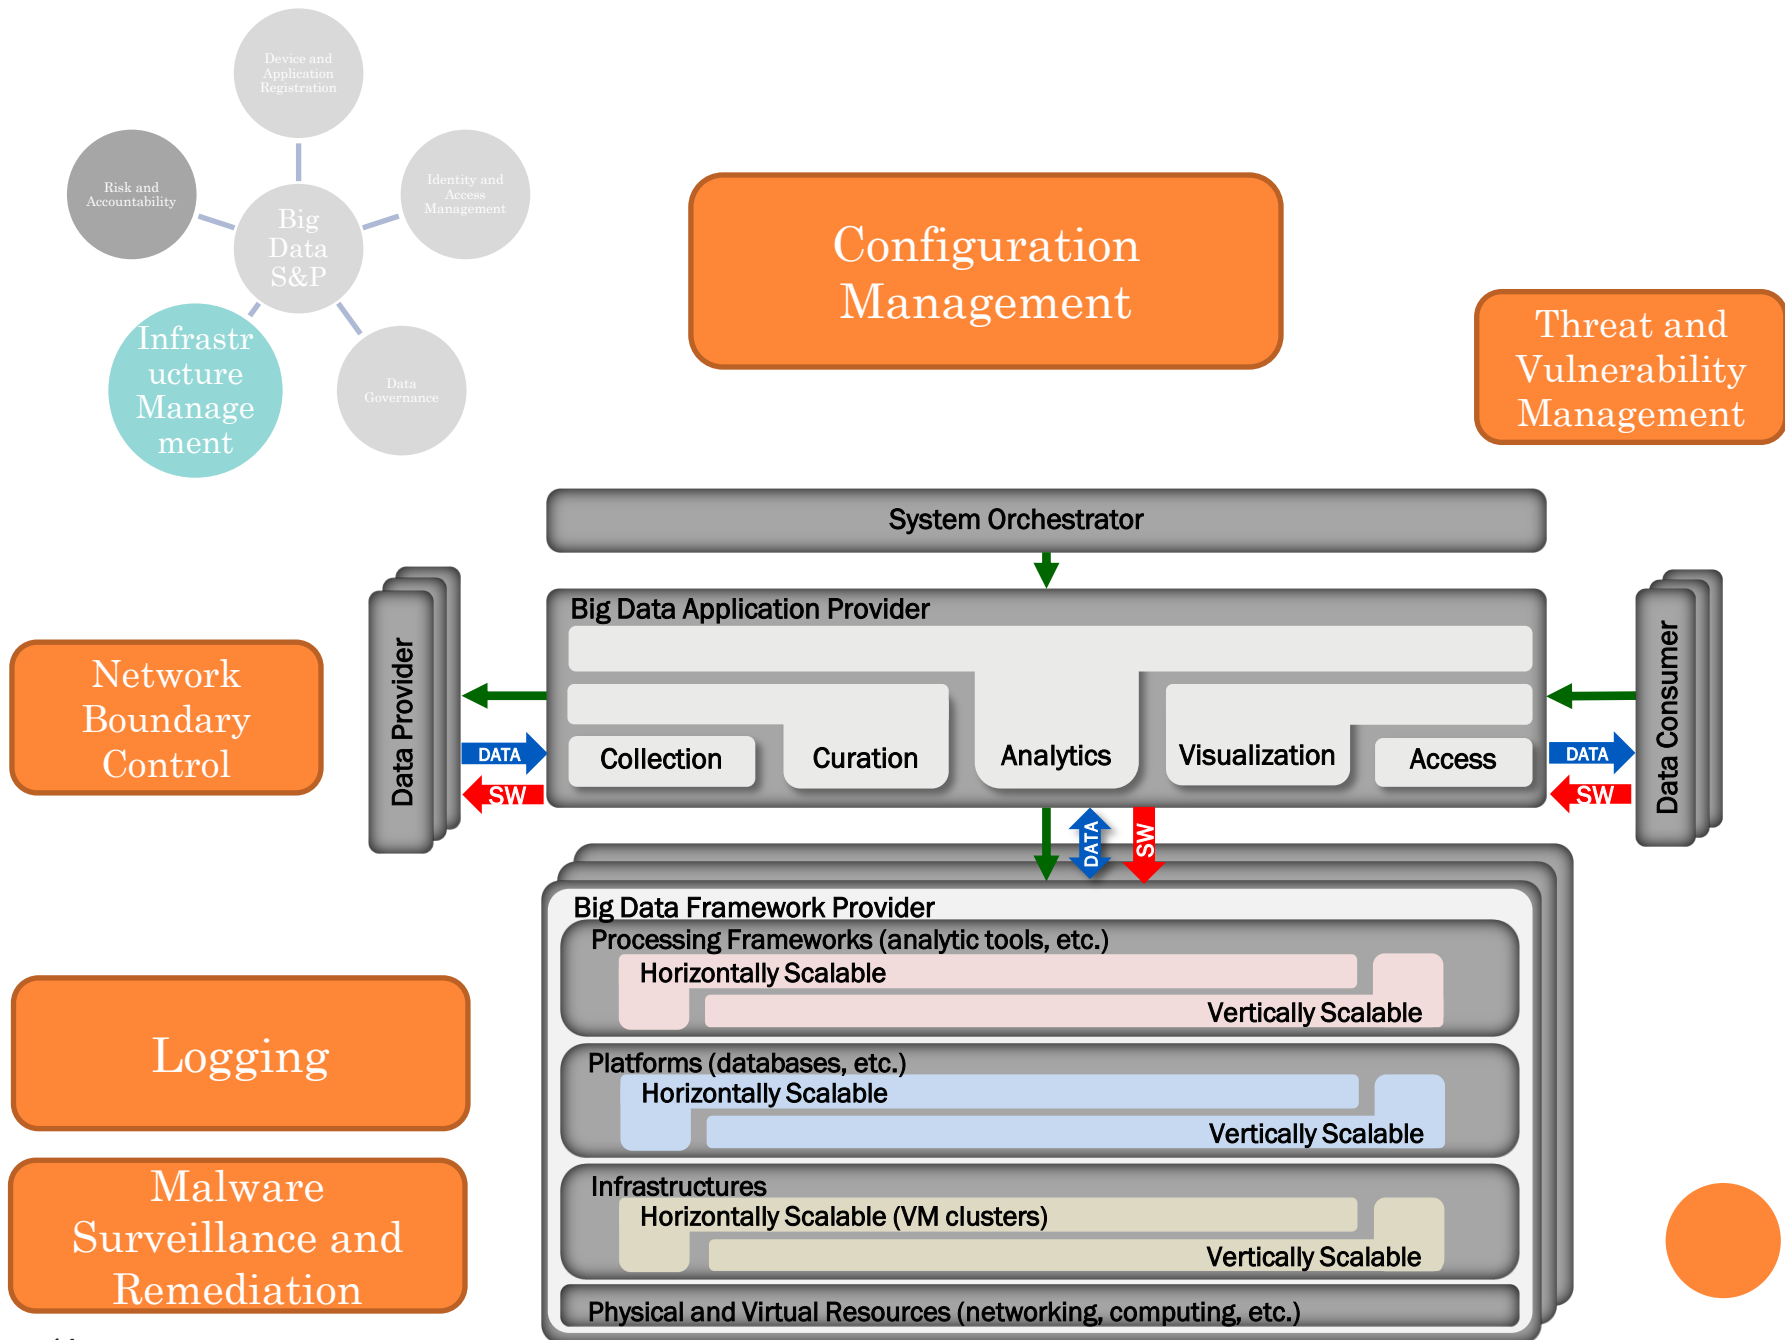 Device and
Application
Registration
Risk and
Accountability
Identity and
Access
Management
Big
Data
S&P
Infrastr
ucture
Manage
ment
Data
Governance
Configuration
Management
Threat and
Vulnerability
Management
System Orchestrator
Big Data Application Provider
Network
Boundary
Control
Data Provider
DATA
SW
Collection
Curation
Analytics
Visualization
Access
DATA
SW
Data Consumer
DATA
SW
Big Data Framework Provider
Processing Frameworks (analytic tools, etc.)
Horizontally Scalable
Vertically Scalable
Logging
Platforms (databases, etc.)
Horizontally Scalable
Vertically Scalable
Malware
Surveillance and
Remediation
Infrastructures
Horizontally Scalable (VM clusters)
Vertically Scalable
Physical and Virtual Resources (networking, computing, etc.)